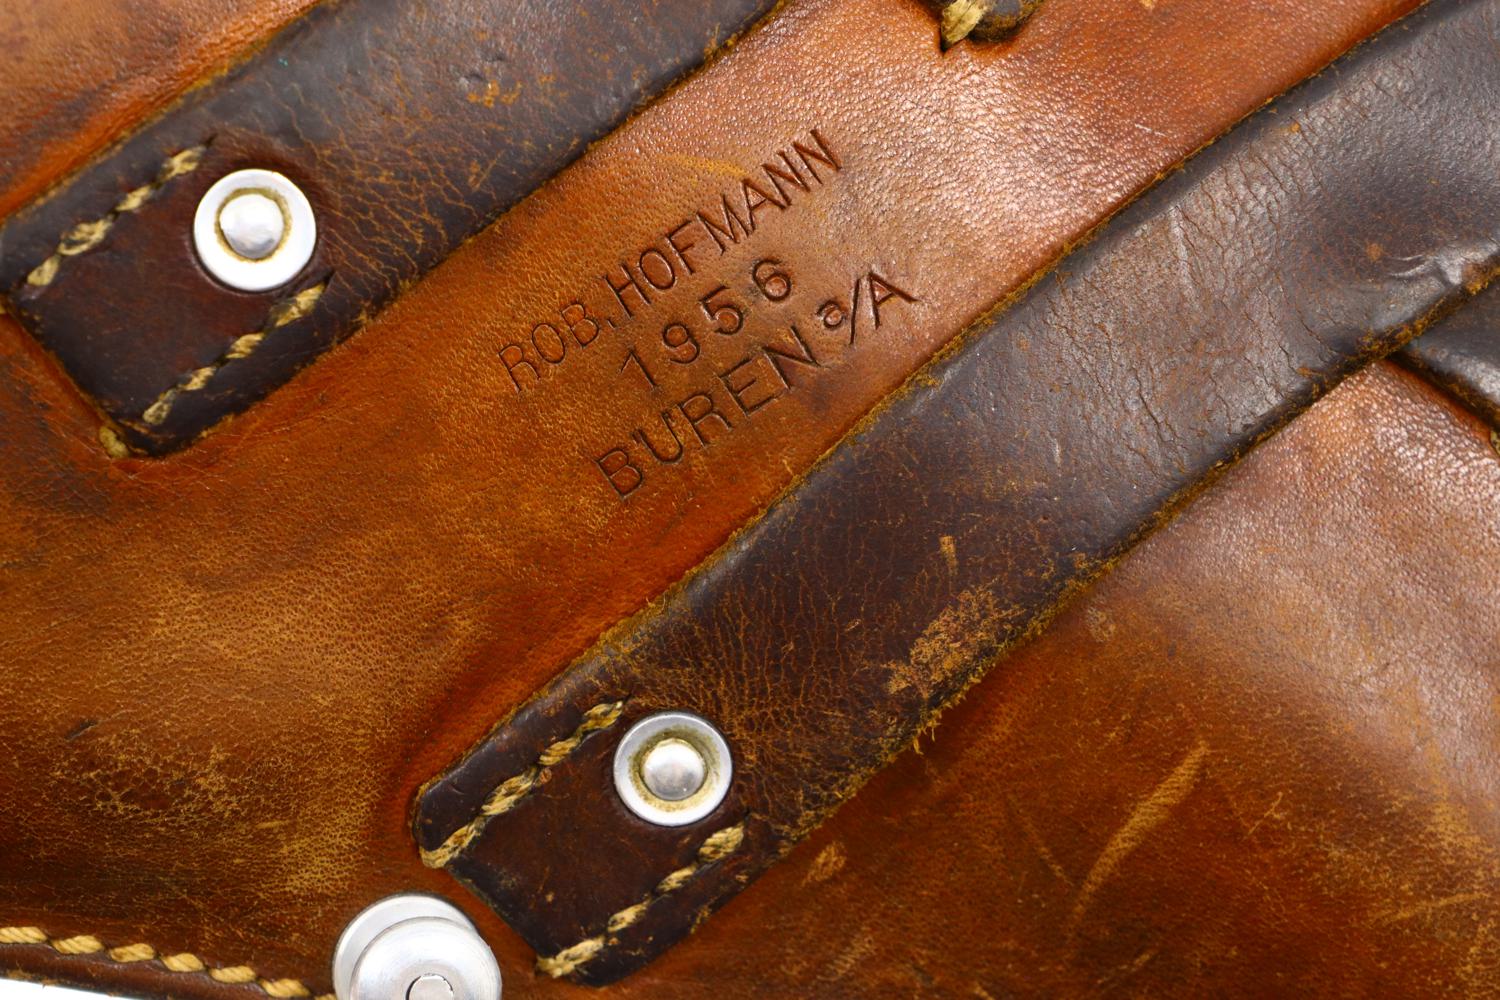 ROB. HOFMANN
1956
BÜREN a/A